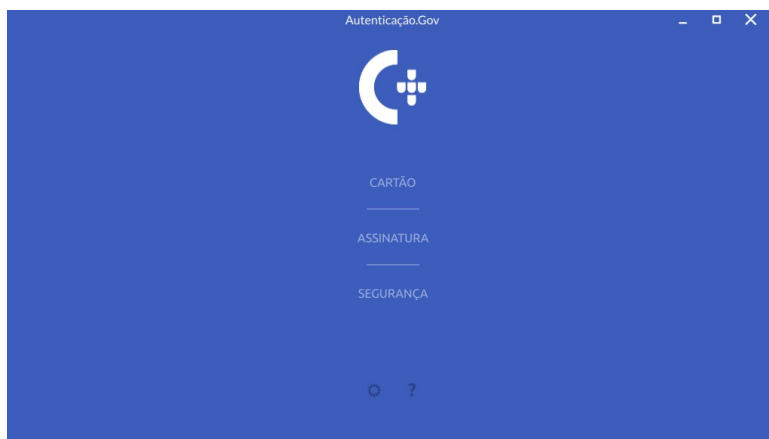 Autenticação.Gov
CARTÃO
ASSINATURA
SEGURANÇA
?